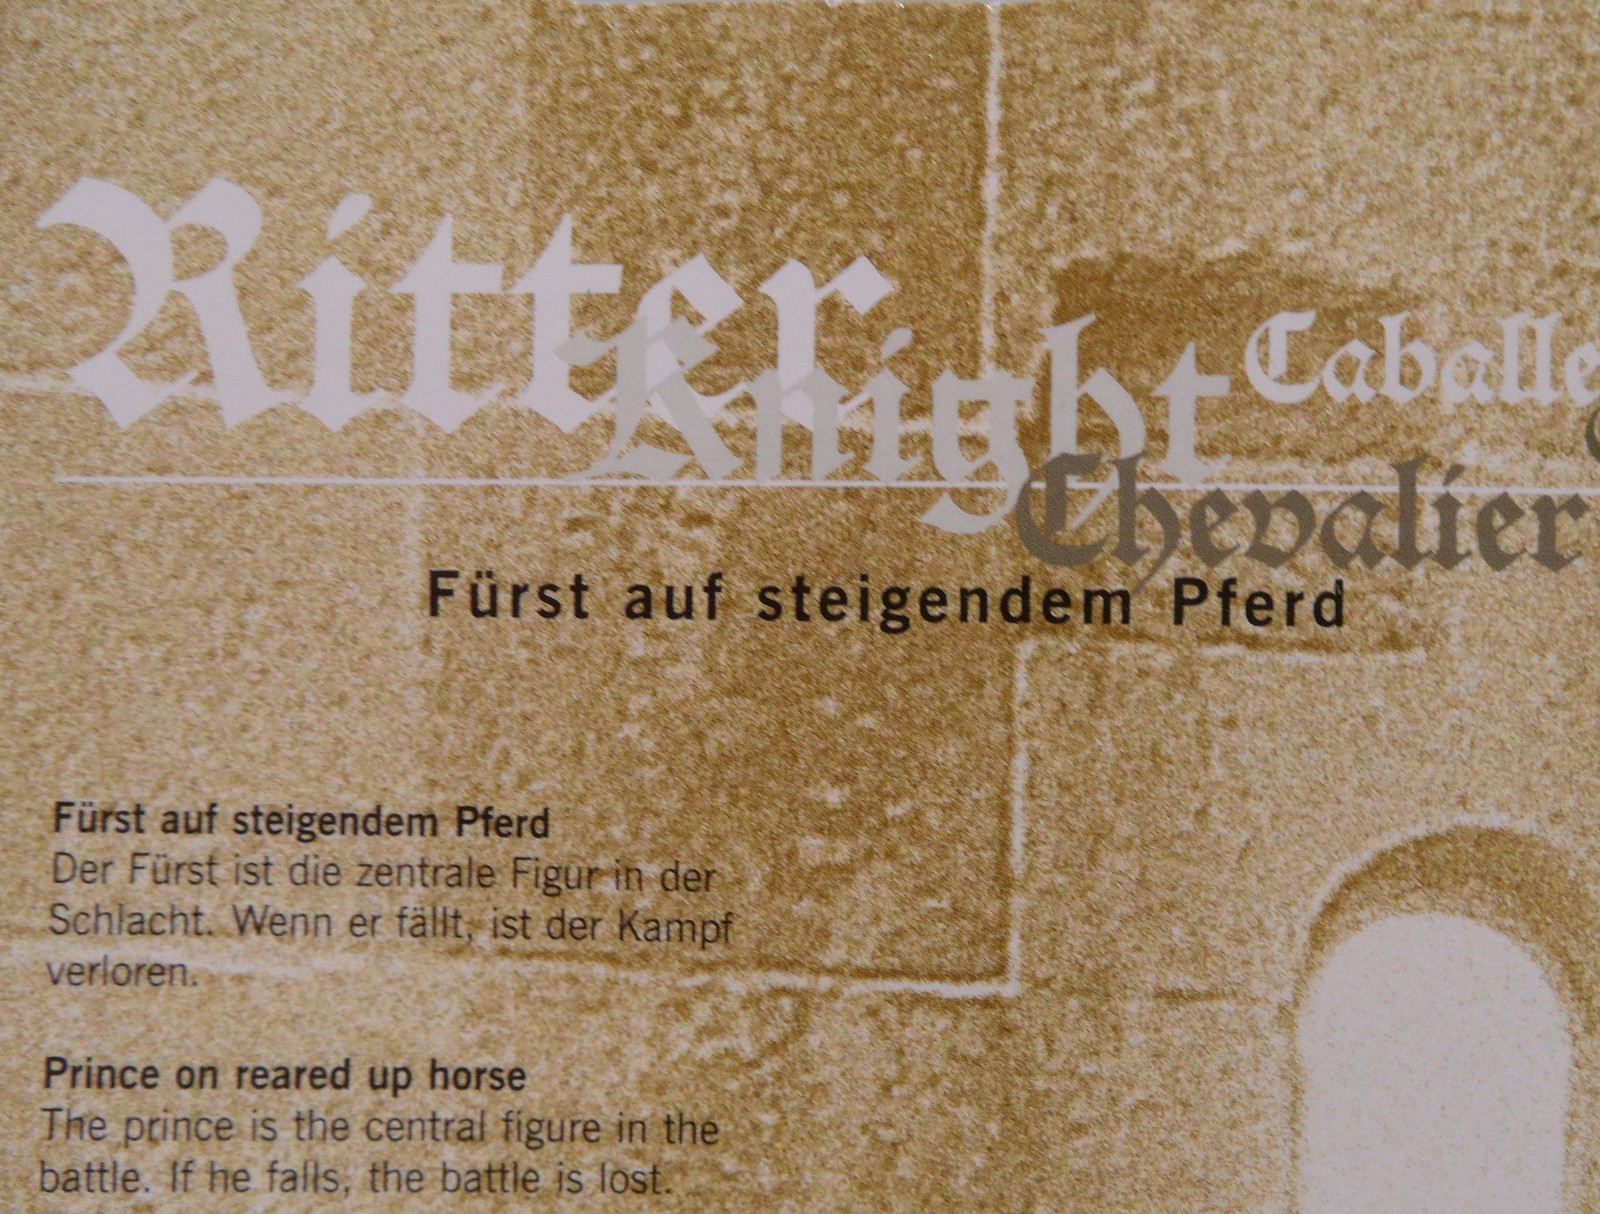 Ritter
Knight
Chevalier
Fürst auf steigendem Pferd
Fürst auf steigendem Pferd
Der Fürst ist die zentrale Figur in der
Schlacht. Wenn er fällt, ist der Kampf
verloren.
Prince on reared up horse
The prince is the central figure in the
battle. If he falls, the battle is lost.